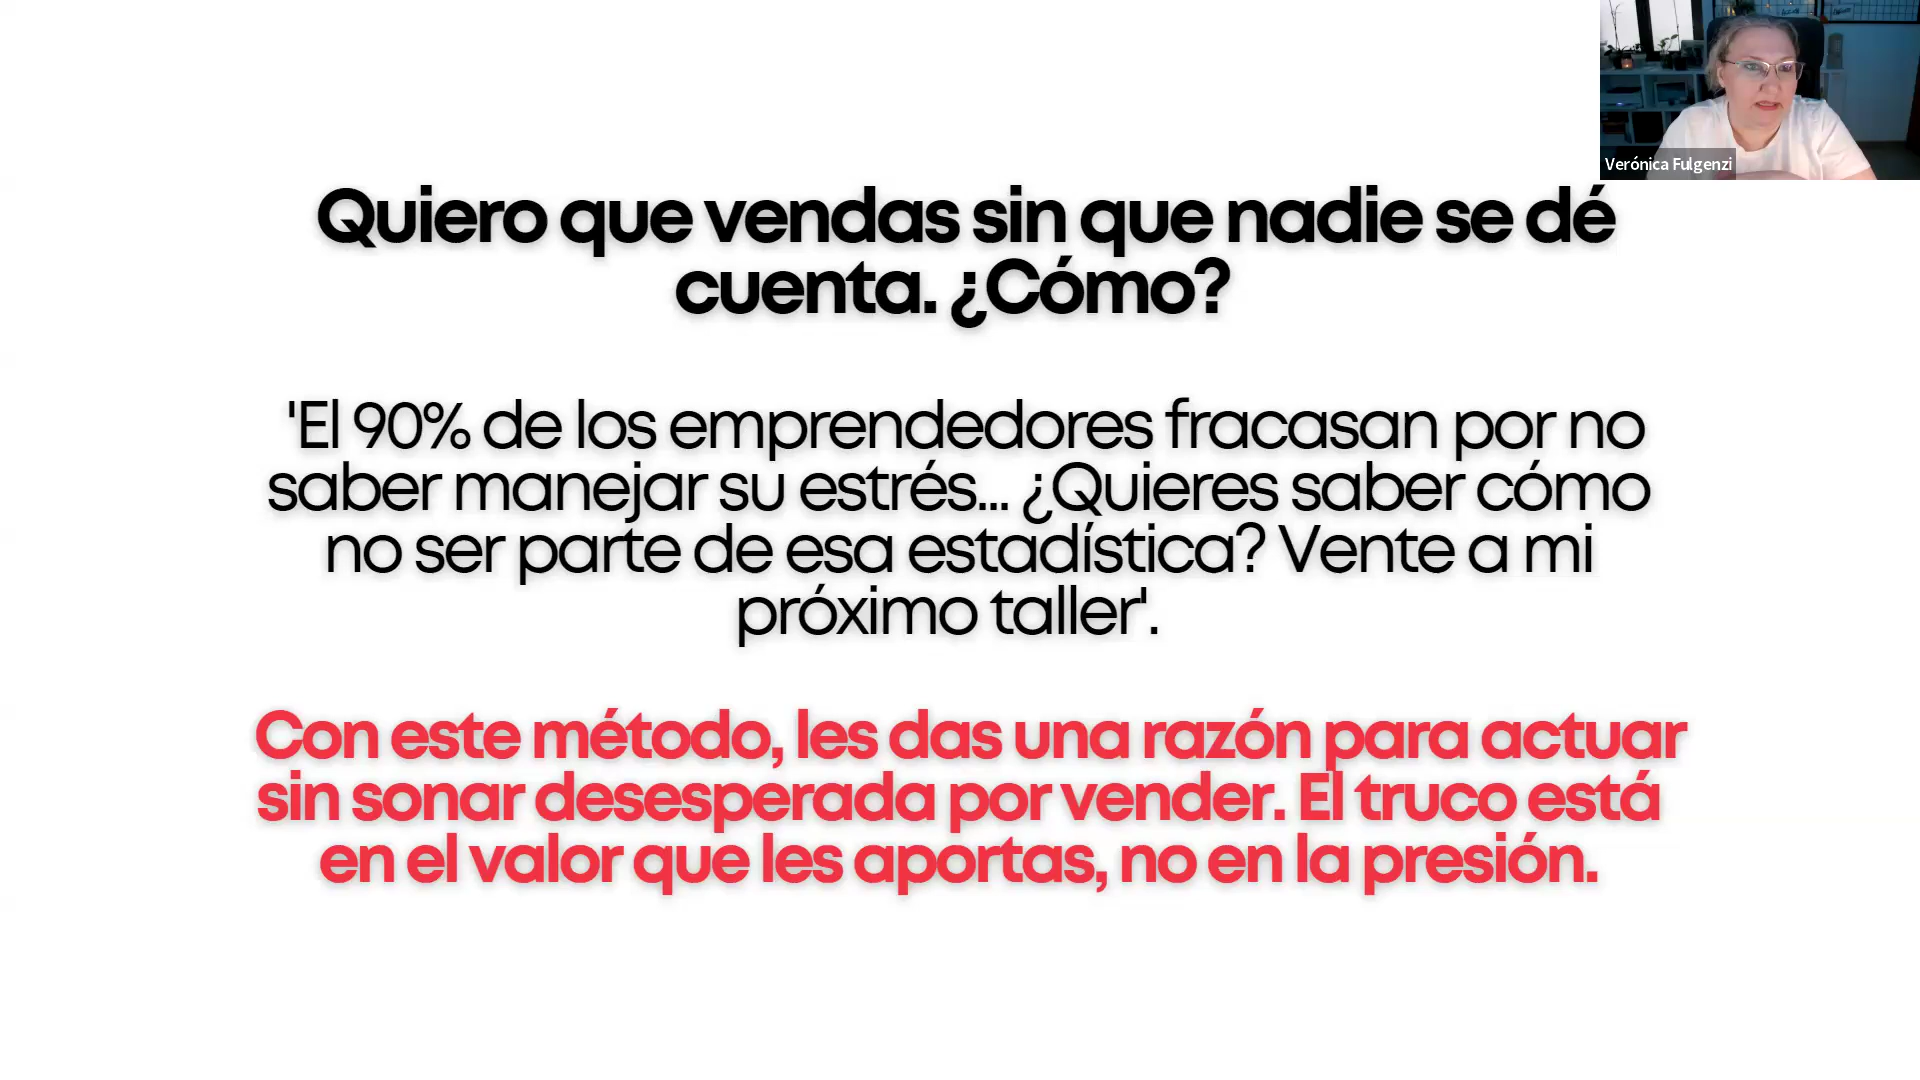 Verónica Fulgenzi
Quiero que vendas sin que nadie se dé
cuenta. ¿Cómo?
'El 90% de los emprendedores fracasan por no
saber manejar su estrés... ¿Quieres saber cómo
no ser parte de esa estadística? Vente a mi
próximo taller'.
Con este método, les das una razón para actuar
sin sonar desesperada por vender. El truco está
en el valor que les aportas, no en la presión.